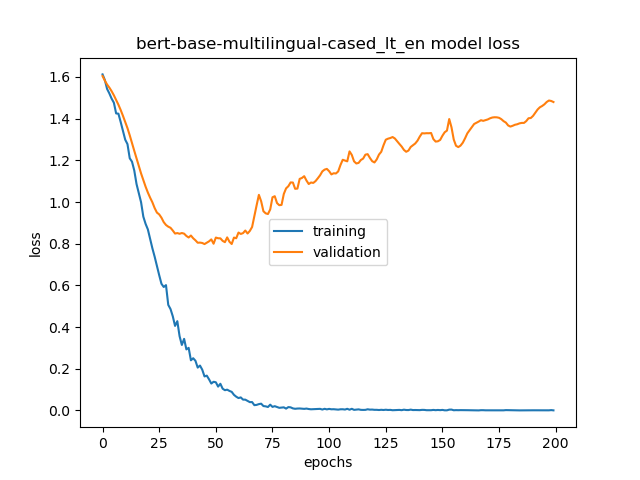 bert-base-multilingual-cased_lt_en model loss
loss
1.6
1.4
1.2
1.0
0.8
0.6
0.4
0.2
0.0
training
validation
0 25 50 75 100 125 150 175 200
epochs